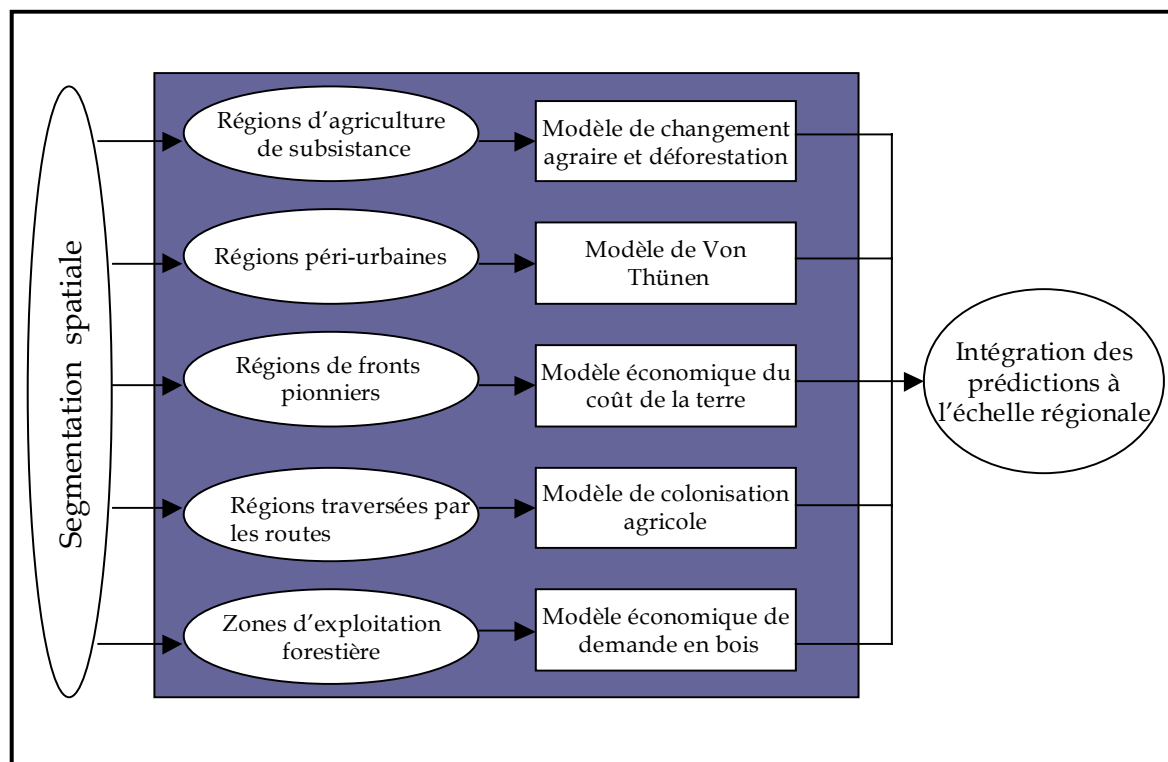 Segmentation spatiale
Régions d’agriculture
de subsistance
Modèle de changement
agraire et déforestation
Régions péri-urbaines
Modèle de Von
Thünen
Régions de fronts
pionniers
Modèle économique du
coût de la terre
Régions traversées par
les routes
Modèle de colonisation
agricole
Zones d’exploitation
forestière
Modèle économique de
demande en bois
Intégration des
prédictions à
l’échelle régionale